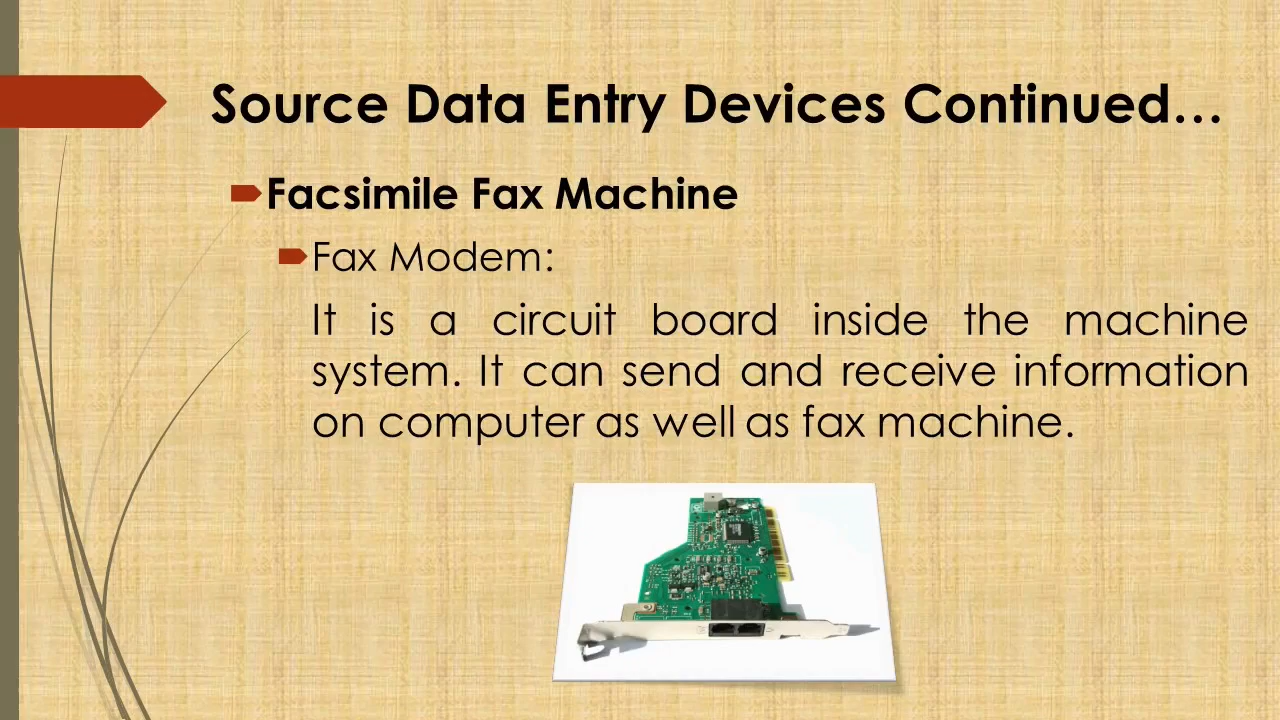 Source Data Entry Devices Continued…
Facsimile Fax Machine
Fax Modem:
It is a circuit board inside the machine
system. It can send and receive information
on computer as well as fax machine.